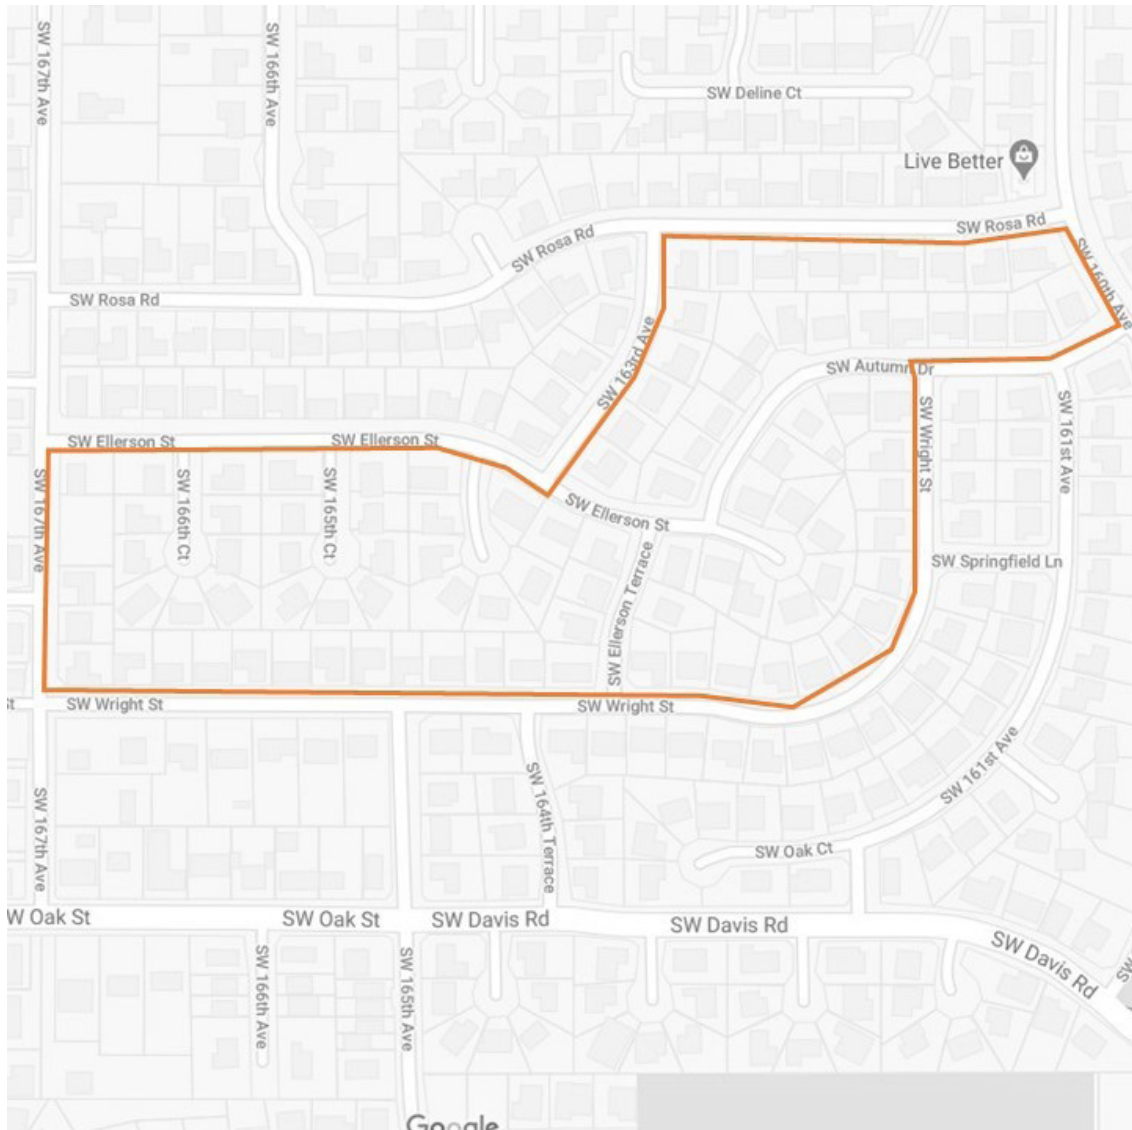 SW 167th Ave
SW 166th Ave
SW Deline Ct
Live Better
SW Rosa Rd
SW Rosa Rd
SW 160th Ave
SW Rosa Rd
SW 163rd Ave
SW Autumn Dr
SW Wright St
SW 161st Ave
SW Ellerson St
SW Ellerson St
SW 167th Ave
SW 166th Ct
SW 165th Ct
SW Ellerson St
SW Ellerson Terrace
SW Springfield Ln
SW Wright St
SW Wright St
SW 161st Ave
SW 164th Terrace
SW 167th Ave
SW Oak Ct
W Oak St
SW Oak St
SW Davis Rd
SW Davis Rd
SW Davis Rd
SW 166th Ave
SW 165th Ave
SW
Google